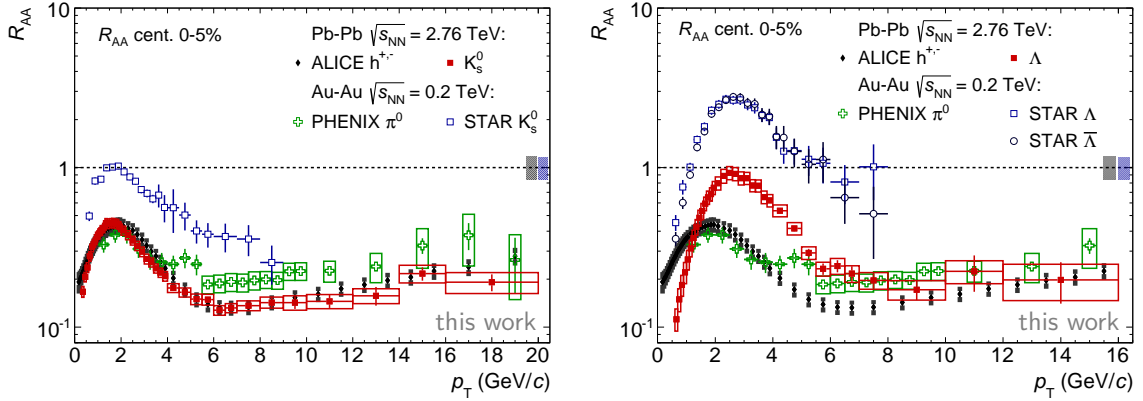 R_AA
10
1
10^-1
R_AA cent. 0-5%
Pb-Pb √s_NN = 2.76 TeV:
ALICE h^+,- K_s^0
Au-Au √s_NN = 0.2 TeV:
PHENIX π^0 STAR K_s^0
this work
0 2 4 6 8 10 12 14 16 18 20
p_T (GeV/c)
R_AA
10
1
10^-1
R_AA cent. 0-5%
Pb-Pb √s_NN = 2.76 TeV:
ALICE h^+,- Λ
Au-Au √s_NN = 0.2 TeV:
PHENIX π^0 STAR Λ
STAR Λ̅
this work
0 2 4 6 8 10 12 14 16
p_T (GeV/c)